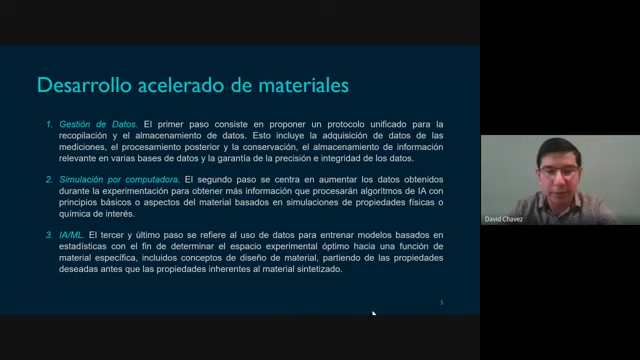 Desarrollo acelerado de materiales
1. Gestión de Datos. El primer paso consiste en proponer un protocolo unificado para la
recopilación y el almacenamiento de datos. Esto incluye la adquisición de datos de las
mediciones, el procesamiento posterior y la conservación, el almacenamiento de información
relevante en varias bases de datos y la garantía de la precisión e integridad de los datos.
2. Simulación por computadora. El segundo paso se centra en aumentar los datos obtenidos
durante la experimentación para obtener más información que procesarán algoritmos de IA con
principios básicos o aspectos del material basados en simulaciones de propiedades físicas o
química de interés.
3. IA/ML. El tercer y último paso se refiere al uso de datos para entrenar modelos basados en
estadísticas con el fin de determinar el espacio experimental óptimo hacia una función de
material específica, incluidos conceptos de diseño de material, partiendo de las propiedades
deseadas antes que las propiedades inherentes al material sintetizado.
5
David Chavez